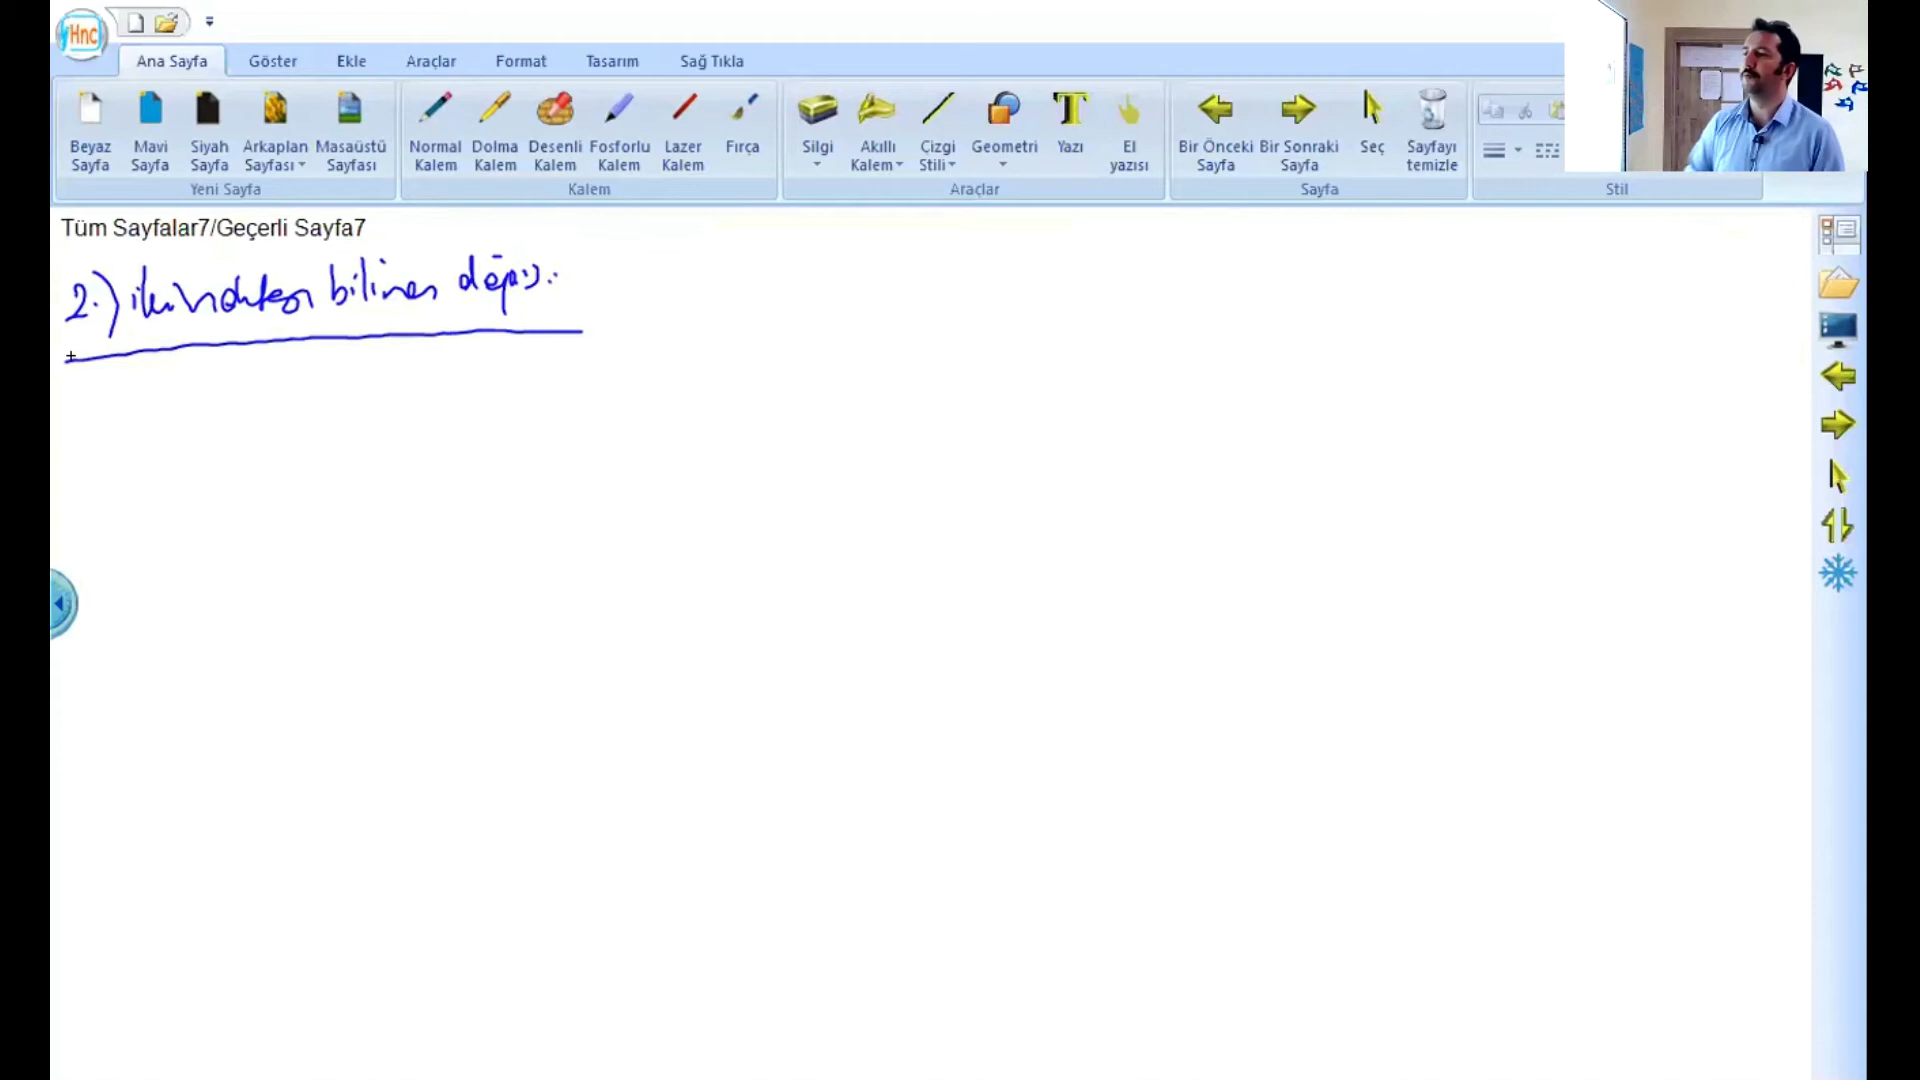 Hnc
Ana Sayfa Göster Ekle Araçlar Format Tasarım Sağ Tıkla
Beyaz Sayfa Mavi Sayfa Siyah Sayfa Arkaplan Sayfası Masaüstü Sayfası
Yeni Sayfa
Normal Kalem Dolma Kalem Desenli Kalem Fosforlu Kalem Lazer Kalem Fırça
Kalem
Silgi Akıllı Kalem Çizgi Stili Geometri Yazı El yazısı
Araçlar
Bir Önceki Sayfa Bir Sonraki Sayfa Seç Sayfayı temizle
Sayfa
Stil
Tüm Sayfalar7/Geçerli Sayfa7
2.) iki noktası bilinen